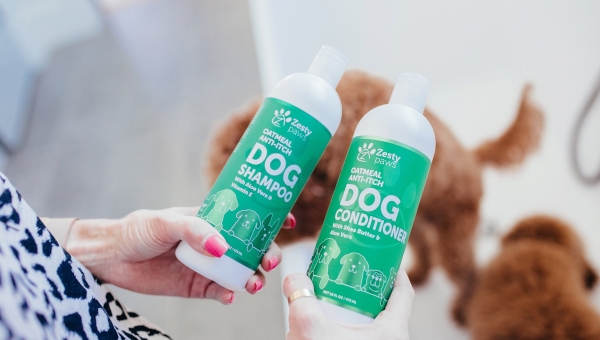 Zesty
paws
OATMEAL
ANTI-ITCH
DOG
SHAMPOO
With Aloe Vera &
Vitamin E
Zesty
paws
OATMEAL
ANTI-ITCH
DOG
CONDITIONER
With Shea Butter &
Aloe Vera